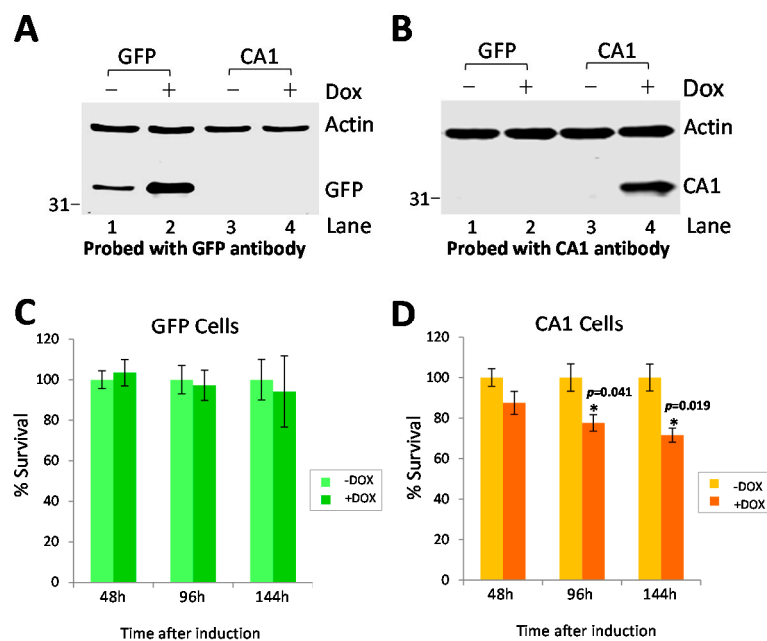 A
GFP CA1
− + − + Dox
Actin
GFP
31
1 2 3 4 Lane
Probed with GFP antibody
B
GFP CA1
− + − + Dox
Actin
CA1
31
1 2 3 4 Lane
Probed with CA1 antibody
C
GFP Cells
120
100
80
60
40
20
0
% Survival
48h 96h 144h
Time after induction
-DOX
+DOX
D
CA1 Cells
120
100
80
60
40
20
0
% Survival
p=0.041
*
p=0.019
*
48h 96h 144h
Time after induction
-DOX
+DOX